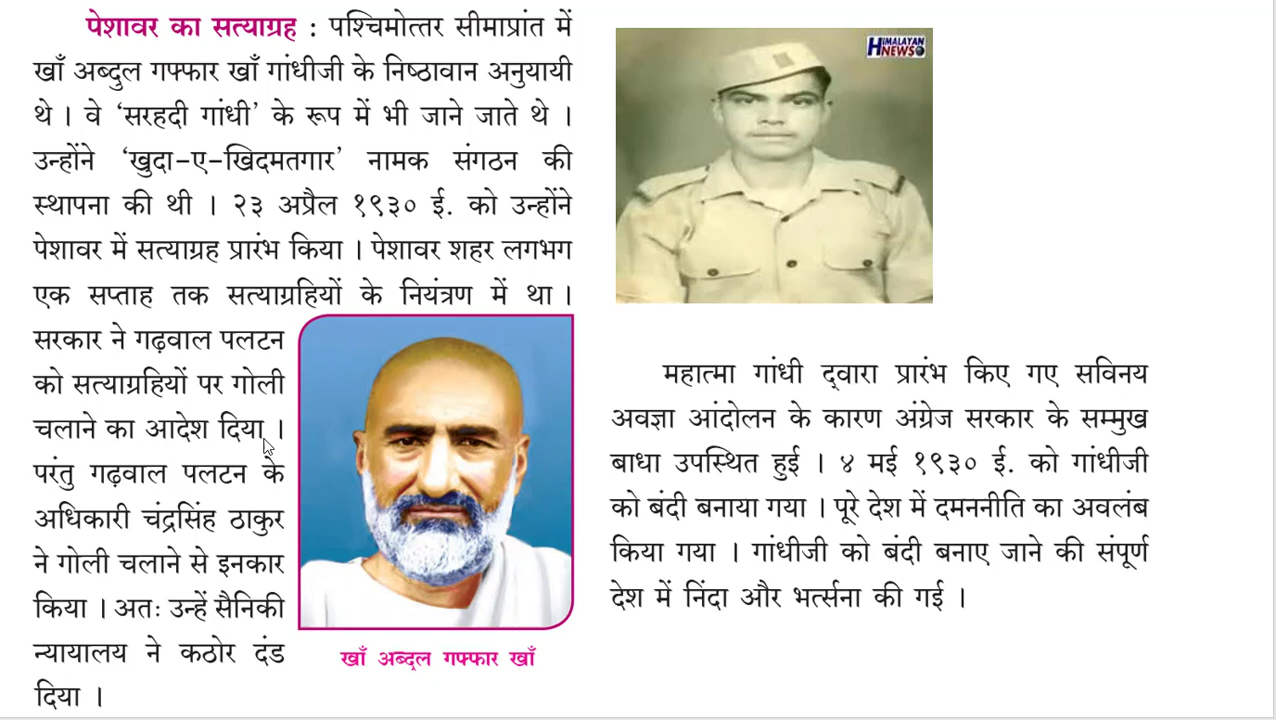 पेशावर का सत्याग्रह : पश्चिमोत्तर सीमाप्रांत में
खाँ अब्दुल गफ्फार खाँ गांधीजी के निष्ठावान अनुयायी
थे । वे ‘सरहदी गांधी’ के रूप में भी जाने जाते थे ।
उन्होंने ‘खुदा-ए-खिदमतगार’ नामक संगठन की
स्थापना की थी । २३ अप्रैल १९३० ई. को उन्होंने
पेशावर में सत्याग्रह प्रारंभ किया । पेशावर शहर लगभग
एक सप्ताह तक सत्याग्रहियों के नियंत्रण में था ।
सरकार ने गढ़वाल पलटन
को सत्याग्रहियों पर गोली
चलाने का आदेश दिया ।
परंतु गढ़वाल पलटन के
अधिकारी चंद्रसिंह ठाकुर
ने गोली चलाने से इनकार
किया । अतः उन्हें सैनिकी
न्यायालय ने कठोर दंड
दिया ।
खाँ अब्दुल गफ्फार खाँ
HIMALAYAN
NEWS
महात्मा गांधी द्वारा प्रारंभ किए गए सविनय
अवज्ञा आंदोलन के कारण अंग्रेज सरकार के सम्मुख
बाधा उपस्थित हुई । ४ मई १९३० ई. को गांधीजी
को बंदी बनाया गया । पूरे देश में दमननीति का अवलंब
किया गया । गांधीजी को बंदी बनाए जाने की संपूर्ण
देश में निंदा और भर्त्सना की गई ।